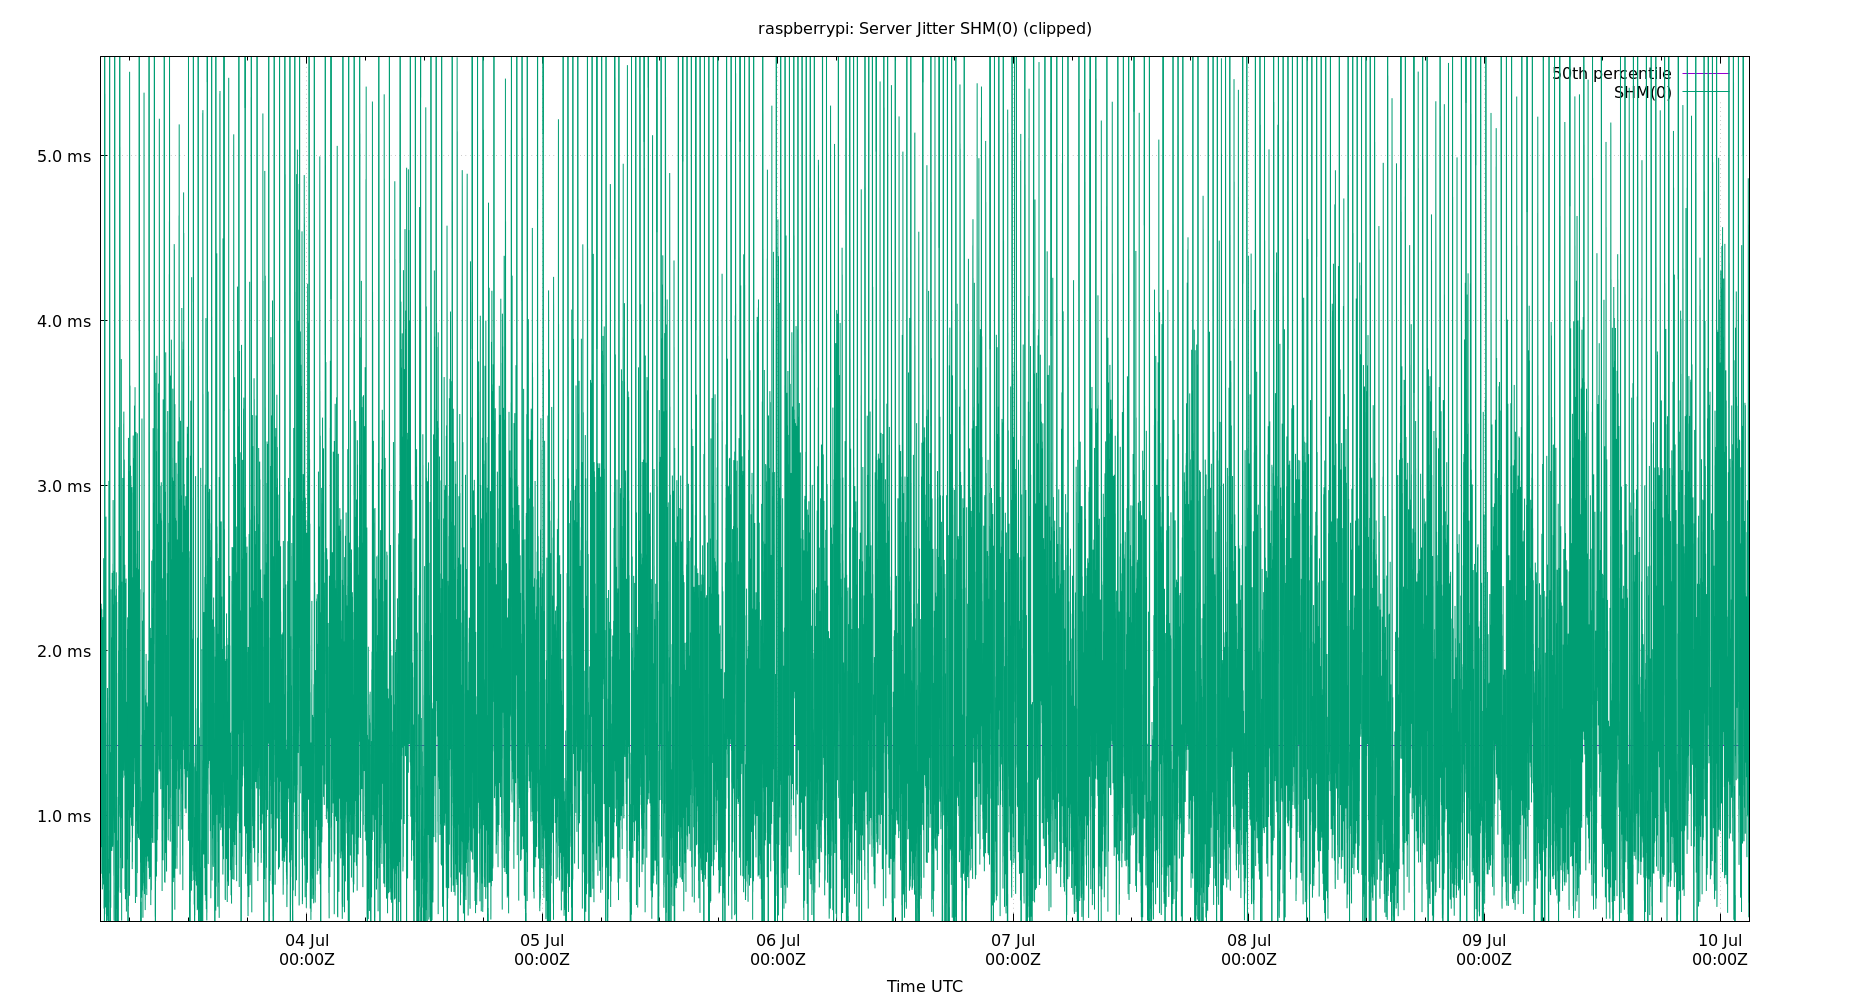 raspberrypi: Server Jitter SHM(0) (clipped)
50th percentile
SHM(0)
5.0 ms
4.0 ms
3.0 ms
2.0 ms
1.0 ms
04 Jul 05 Jul 06 Jul 07 Jul 08 Jul 09 Jul 10 Jul
00:00Z 00:00Z 00:00Z 00:00Z 00:00Z 00:00Z 00:00Z
Time UTC